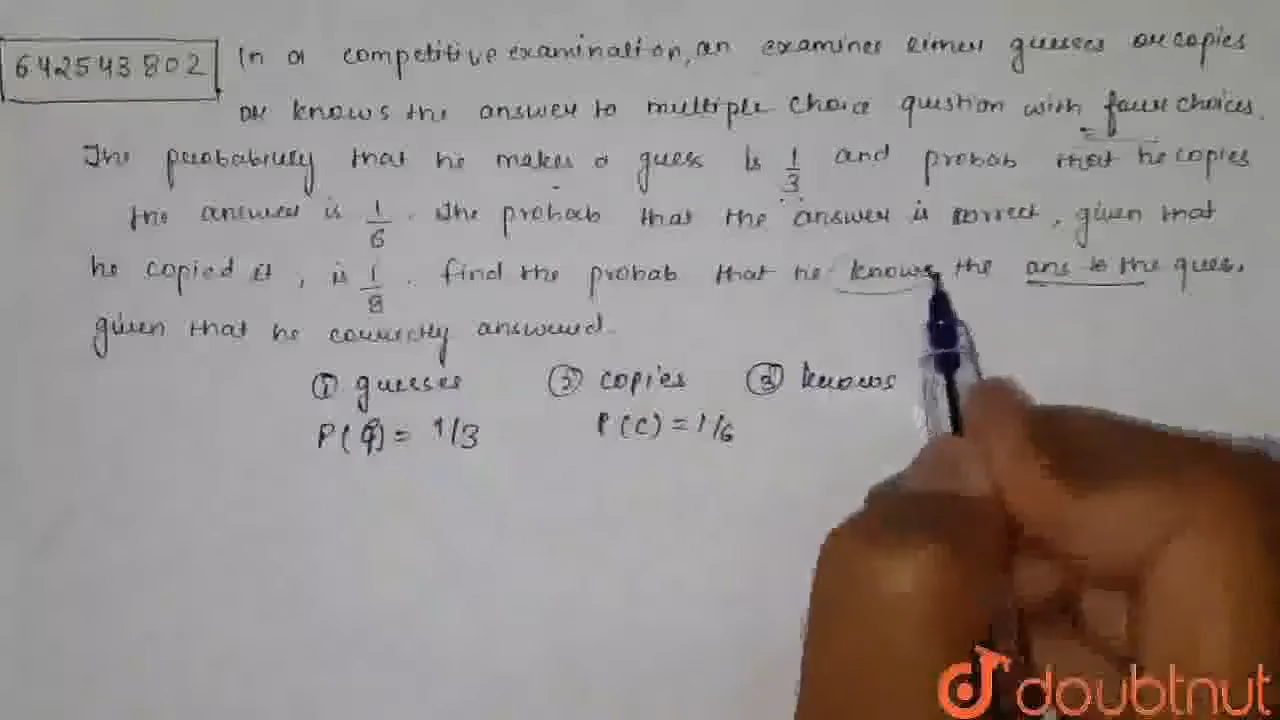 642543802
In a competitive examination, an examinee either guesses or copies
or knows the answer to multiple choice question with four choices.
The probability that he makes a guess is 1/3 and probab that he copies
the answer is 1/6. The probab that the answer is correct, given that
he copied it, is 1/8. find the probab that he knows the ans to the ques.
given that he correctly answered.
① guesses ② copies ③ knows
P(G) = 1/3 P(C) = 1/6
doubtnut